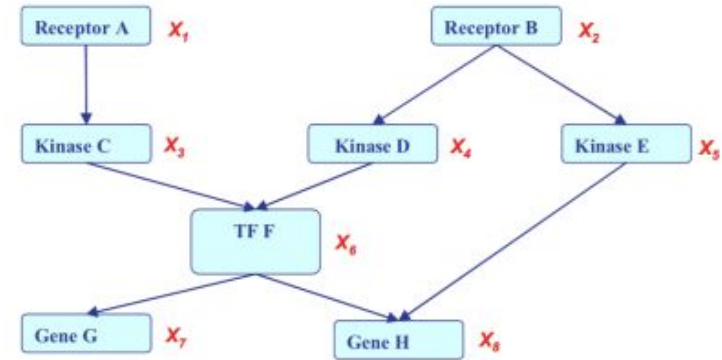 Receptor A X1 Receptor B X2
Kinase C X3 Kinase D X4 Kinase E X5
TF F X6
Gene G X7 Gene H X8